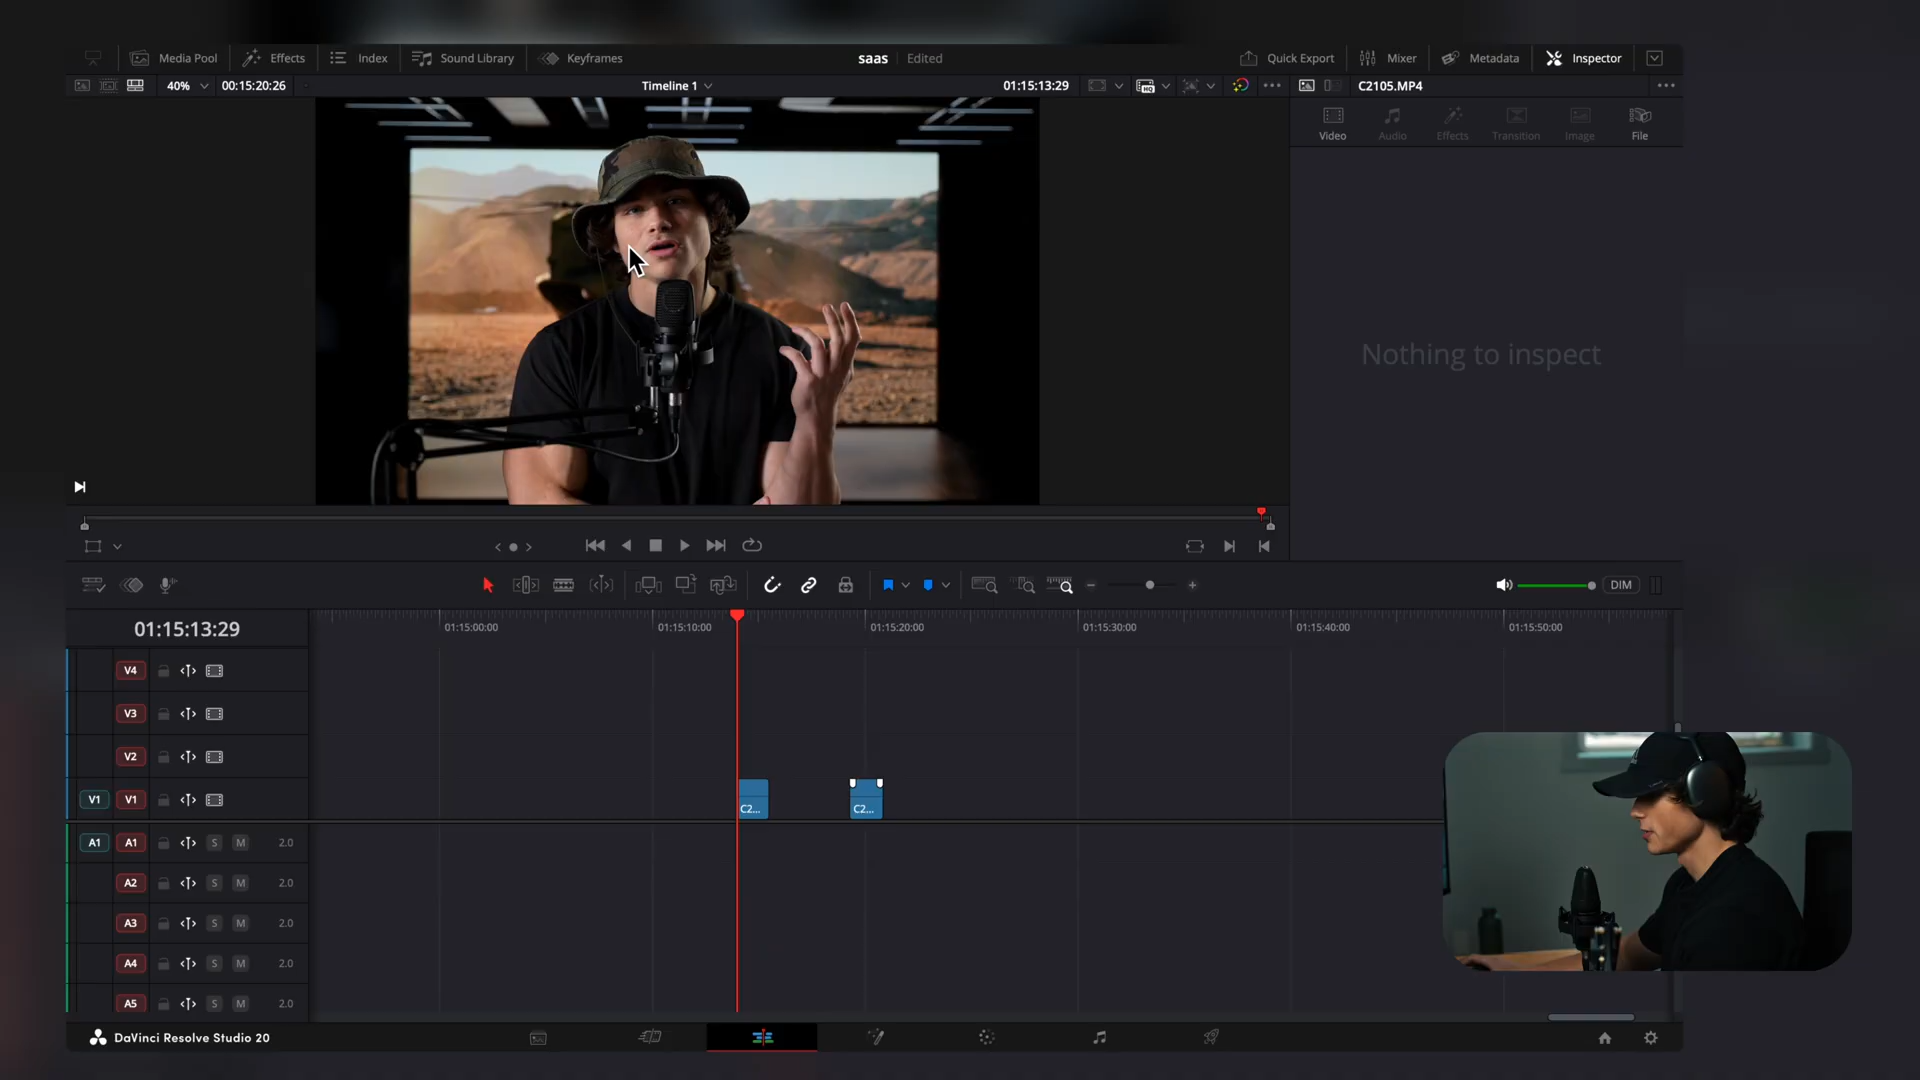 Media Pool Effects Index Sound Library Keyframes saas Edited Quick Export Mixer Metadata Inspector
40% 00:15:20:26 Timeline 1 01:15:13:29 HQ C2105.MP4
Video Audio Effects Transition Image File
Nothing to inspect
DIM
01:15:13:29 01:15:00:00 01:15:10:00 01:15:20:00 01:15:30:00 01:15:40:00 01:15:50:00
V4
V3
V2
V1 V1 C2... C2...
A1 A1 S M 2.0
A2 S M 2.0
A3 S M 2.0
A4 S M 2.0
A5 S M 2.0
DaVinci Resolve Studio 20